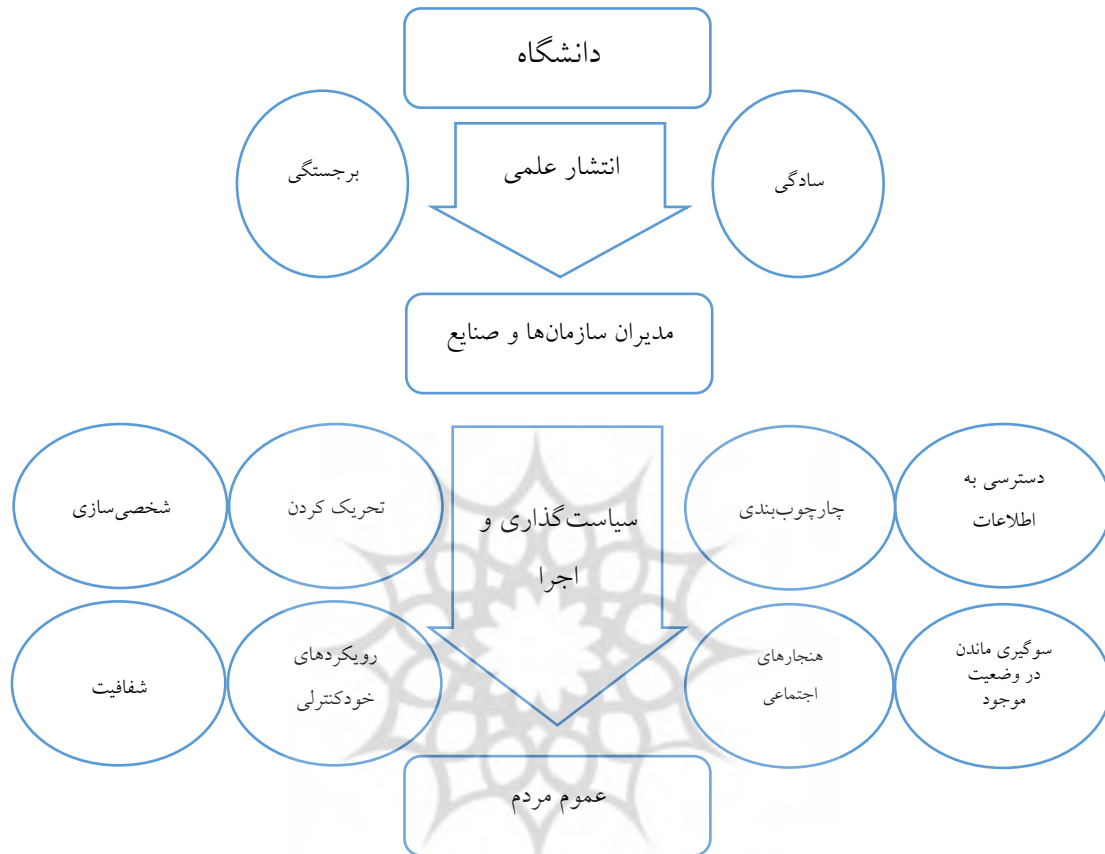 دانشگاه
سادگی
انتشار علمی
برجستگی
مدیران سازمان‌ها و صنایع
دسترسی به
اطلاعات
چارچوب‌بندی
سیاست‌گذاری و
اجرا
تحریک کردن
شخصی‌سازی
سوگیری ماندن
در وضعیت
موجود
هنجارهای
اجتماعی
رویکردهای
خودکنترلی
شفافیت
عموم مردم